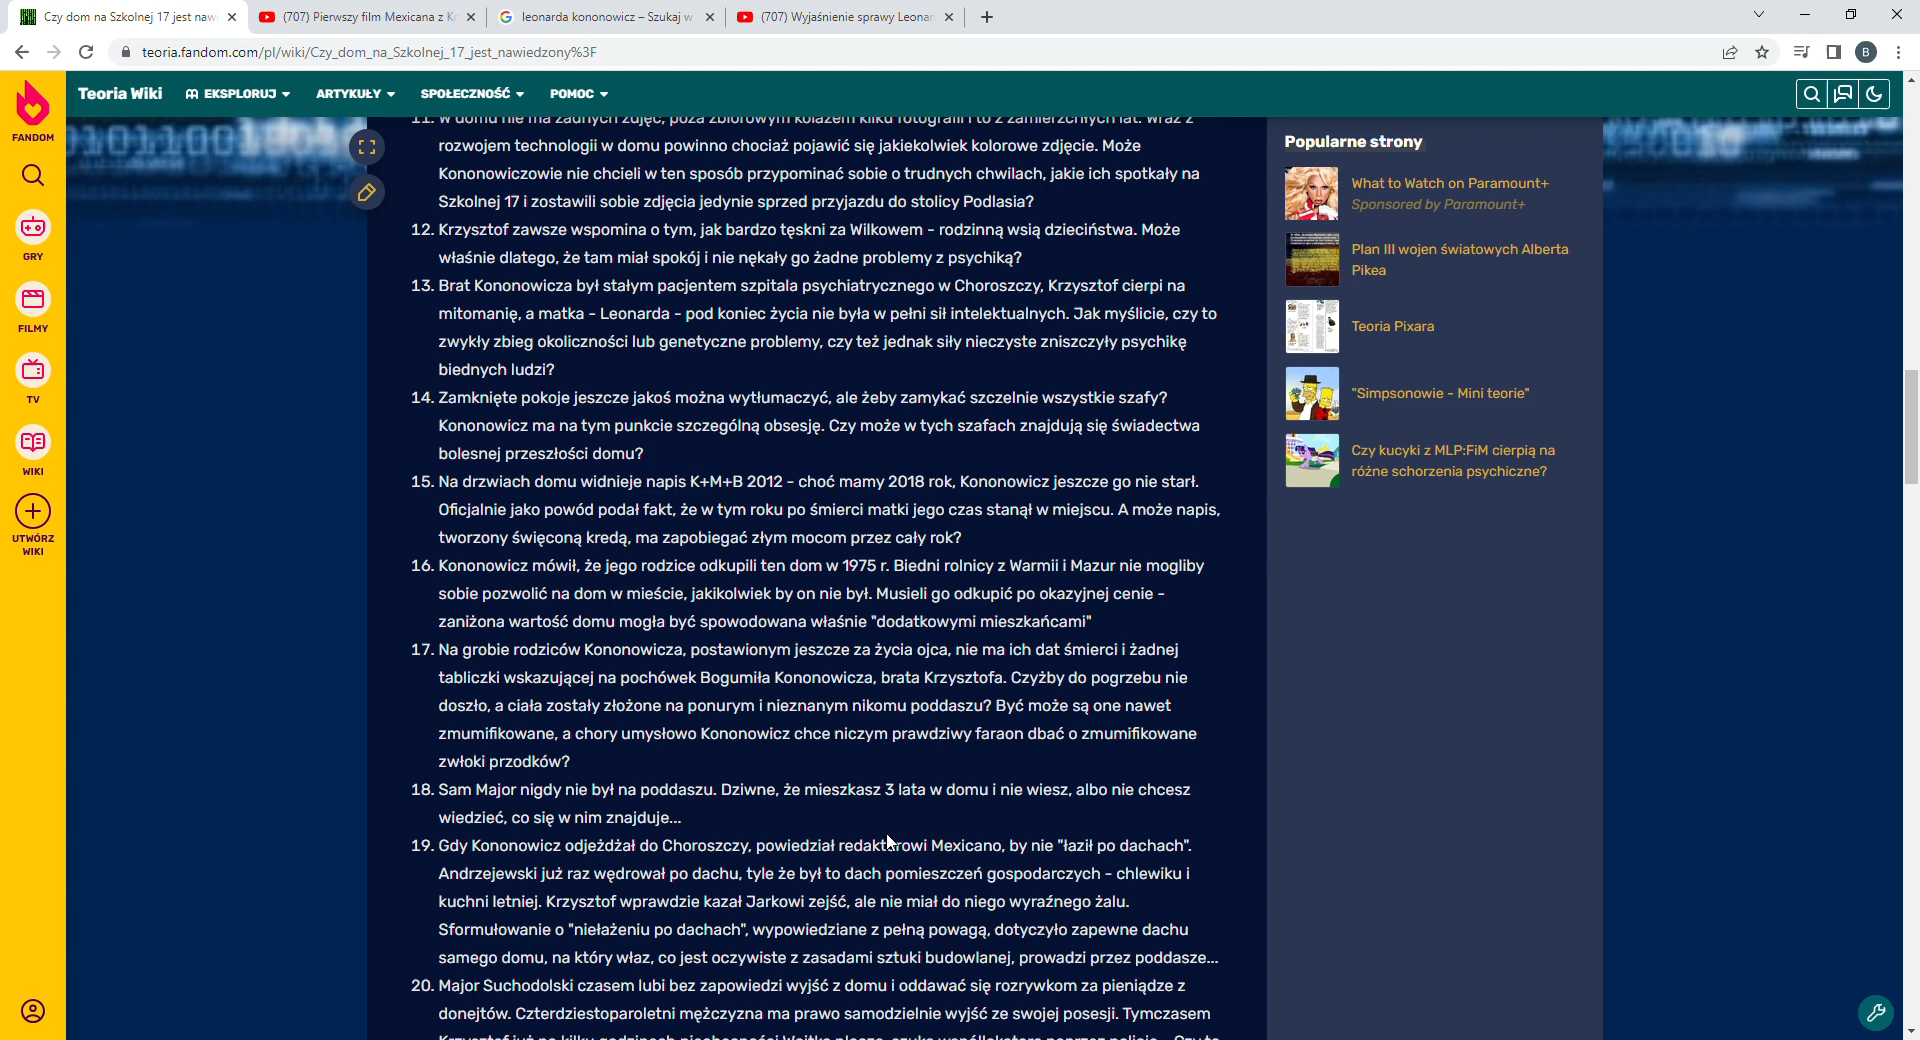 Czy dom na Szkolnej 17 jest naw
(707) Pierwszy film Mexicana z Ko
leonarda kononowicz – Szukaj w
(707) Wyjaśnienie sprawy Leonar
teoria.fandom.com/pl/wiki/Czy_dom_na_Szkolnej_17_jest_nawiedzony%3F
B
Teoria Wiki
EKSPLORUJ
ARTYKUŁY
SPOŁECZNOŚĆ
POMOC
FANDOM
GRY
FILMY
TV
WIKI
UTWÓRZ
WIKI
11. W domu nie ma żadnych zdjęć, poza zbiorowym kolażem kilku fotografii i to z zamierzchłych lat. Wraz z
rozwojem technologii w domu powinno chociaż pojawić się jakiekolwiek kolorowe zdjęcie. Może
Kononowiczowie nie chcieli w ten sposób przypominać sobie o trudnych chwilach, jakie ich spotkały na
Szkolnej 17 i zostawili sobie zdjęcia jedynie sprzed przyjazdu do stolicy Podlasia?
12. Krzysztof zawsze wspomina o tym, jak bardzo tęskni za Wilkowem - rodzinną wsią dzieciństwa. Może
właśnie dlatego, że tam miał spokój i nie nękały go żadne problemy z psychiką?
13. Brat Kononowicza był stałym pacjentem szpitala psychiatrycznego w Choroszczy, Krzysztof cierpi na
mitomanię, a matka - Leonarda - pod koniec życia nie była w pełni sił intelektualnych. Jak myślicie, czy to
zwykły zbieg okoliczności lub genetyczne problemy, czy też jednak siły nieczyste zniszczyły psychikę
biednych ludzi?
14. Zamknięte pokoje jeszcze jakoś można wytłumaczyć, ale żeby zamykać szczelnie wszystkie szafy?
Kononowicz ma na tym punkcie szczególną obsesję. Czy może w tych szafach znajdują się świadectwa
bolesnej przeszłości domu?
15. Na drzwiach domu widnieje napis K+M+B 2012 - choć mamy 2018 rok, Kononowicz jeszcze go nie starł.
Oficjalnie jako powód podał fakt, że w tym roku po śmierci matki jego czas stanął w miejscu. A może napis,
tworzony święconą kredą, ma zapobiegać złym mocom przez cały rok?
16. Kononowicz mówił, że jego rodzice odkupili ten dom w 1975 r. Biedni rolnicy z Warmii i Mazur nie mogliby
sobie pozwolić na dom w mieście, jakikolwiek by on nie był. Musieli go odkupić po okazyjnej cenie -
zaniżona wartość domu mogła być spowodowana właśnie "dodatkowymi mieszkańcami"
17. Na grobie rodziców Kononowicza, postawionym jeszcze za życia ojca, nie ma ich dat śmierci i żadnej
tabliczki wskazującej na pochówek Bogumiła Kononowicza, brata Krzysztofa. Czyżby do pogrzebu nie
doszło, a ciała zostały złożone na ponurym i nieznanym nikomu poddaszu? Być może są one nawet
zmumifikowane, a chory umysłowo Kononowicz chce niczym prawdziwy faraon dbać o zmumifikowane
zwłoki przodków?
18. Sam Major nigdy nie był na poddaszu. Dziwne, że mieszkasz 3 lata w domu i nie wiesz, albo nie chcesz
wiedzieć, co się w nim znajduje...
19. Gdy Kononowicz odjeżdżał do Choroszczy, powiedział redaktorowi Mexicano, by nie "łaził po dachach".
Andrzejewski już raz wędrował po dachu, tyle że był to dach pomieszczeń gospodarczych - chlewiku i
kuchni letniej. Krzysztof wprawdzie kazał Jarkowi zejść, ale nie miał do niego wyraźnego żalu.
Sformułowanie o "niełażeniu po dachach", wypowiedziane z pełną powagą, dotyczyło zapewne dachu
samego domu, na który właz, co jest oczywiste z zasadami sztuki budowlanej, prowadzi przez poddasze...
20. Major Suchodolski czasem lubi bez zapowiedzi wyjść z domu i oddawać się rozrywkom za pieniądze z
donejtów. Czterdziestoparoletni mężczyzna ma prawo samodzielnie wyjść ze swojej posesji. Tymczasem
Popularne strony
What to Watch on Paramount+
Sponsored by Paramount+
Plan III wojen światowych Alberta
Pikea
Teoria Pixara
"Simpsonowie - Mini teorie"
Czy kucyki z MLP:FiM cierpią na
różne schorzenia psychiczne?